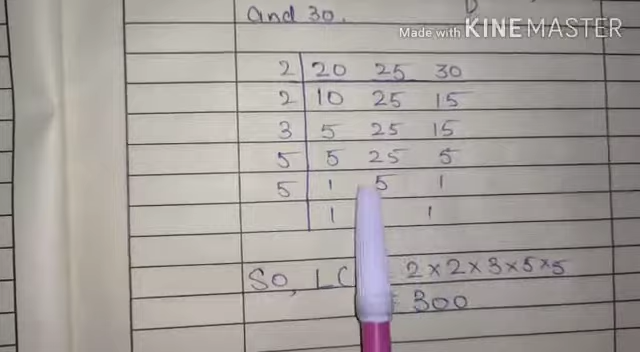 and 30.
Made with KINEMASTER
2 20 25 30
2 10 25 15
3 5 25 15
5 5 25 5
5 1 5 1
1 1
So, LC 2×2×3×5×5
= 300